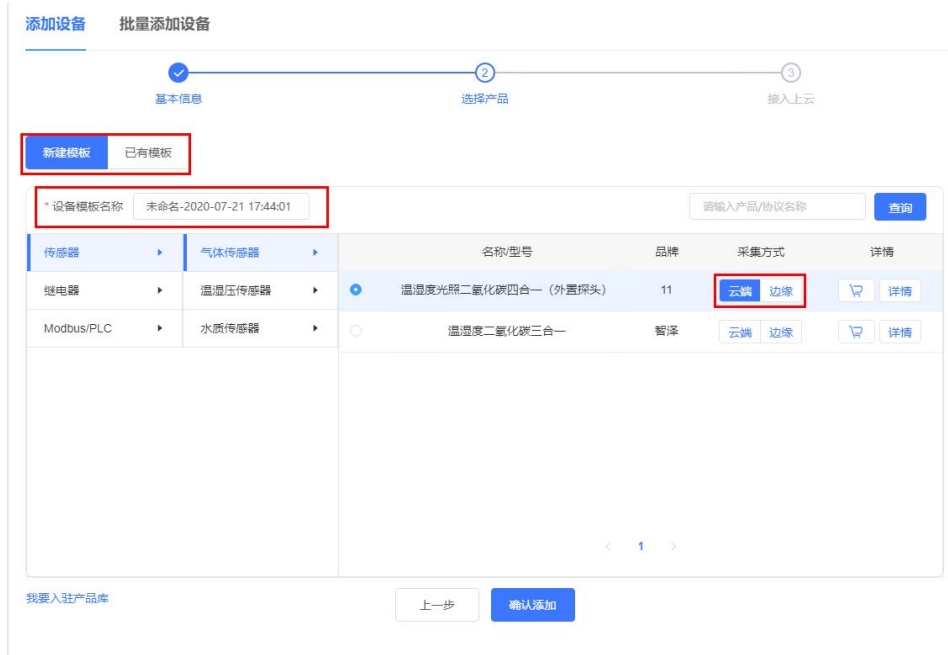 添加设备 批量添加设备
2 3
基本信息 选择产品 接入上云
新建模板 已有模板
* 设备模板名称 未命名-2020-07-21 17:44:01 请输入产品/协议名称 查询
传感器 气体传感器 名称/型号 品牌 采集方式 详情
继电器 温湿压传感器 温湿度光照二氧化碳四合一（外置探头） 11 云端 边缘 详情
Modbus/PLC 水质传感器 温湿度二氧化碳三合一 智泽 云端 边缘 详情
< 1 >
我要入驻产品库 上一步 确认添加